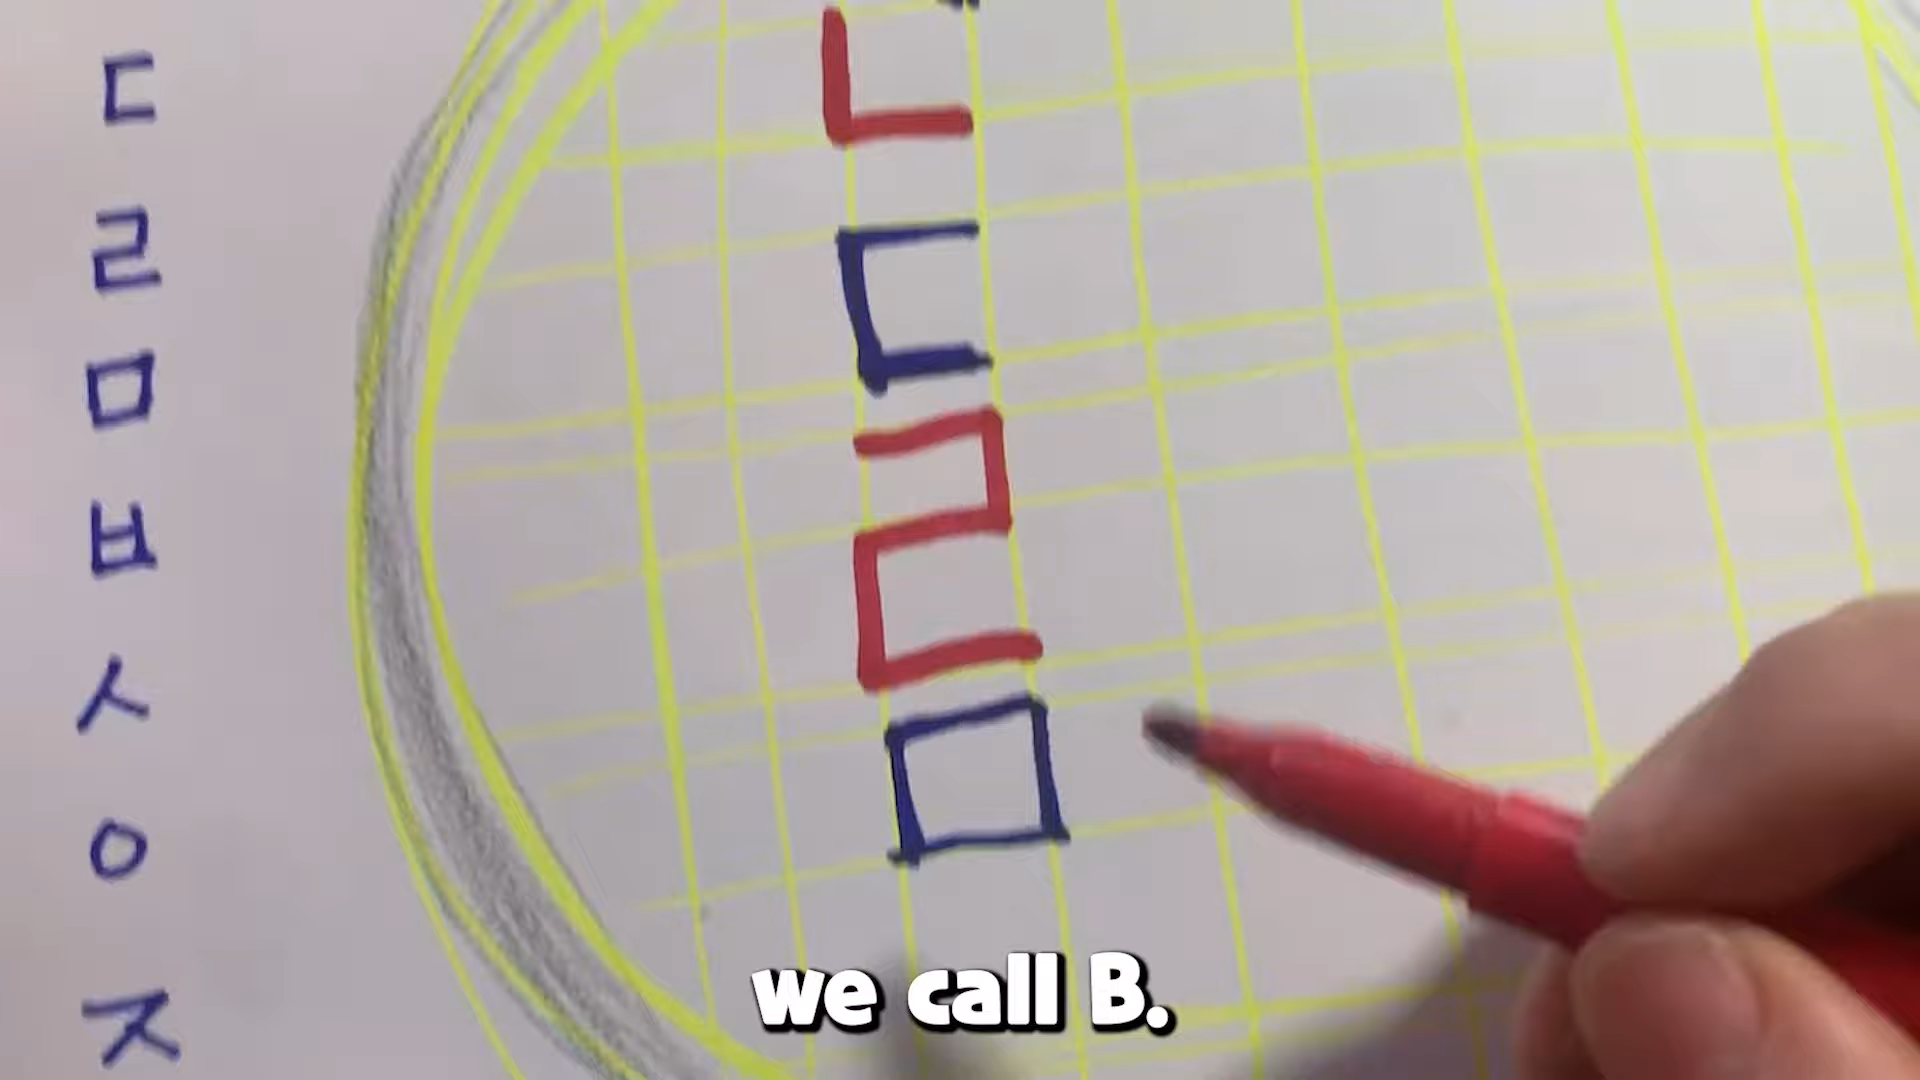 ㄷ
ㄹ
ㅁ
ㅂ
ㅅ
ㅇ
ㅈ
ㄴ
ㄷ
ㄹ
ㅁ
we call B.